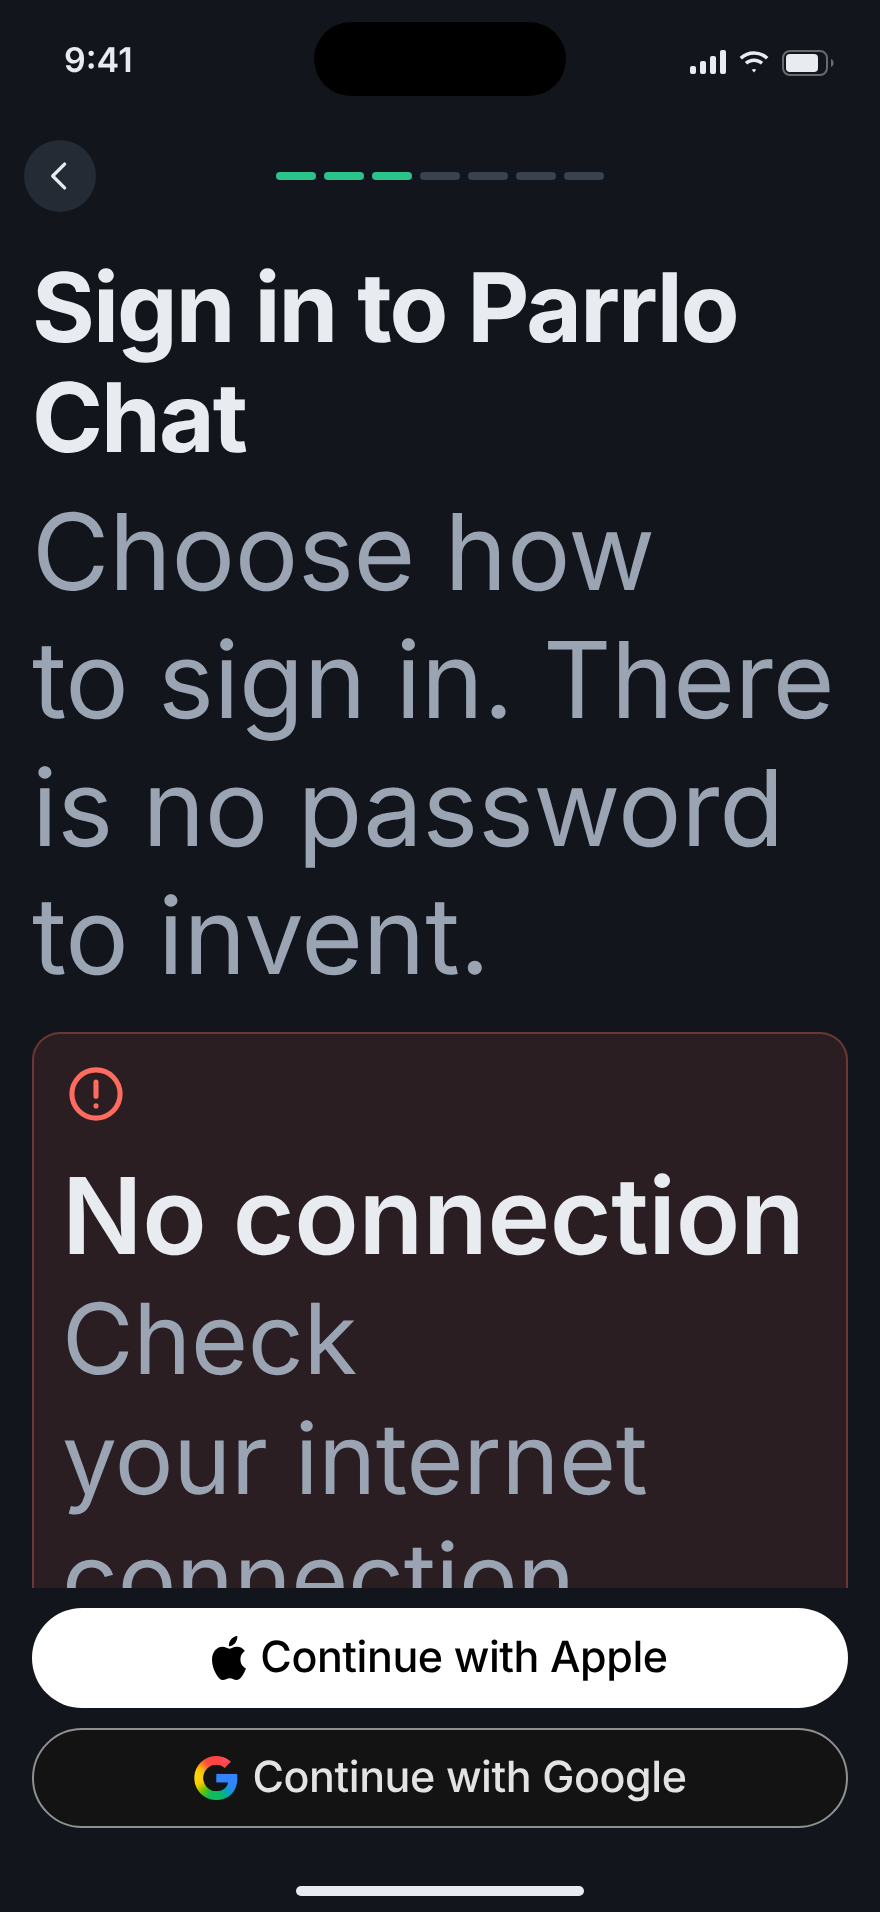 9:41
Sign in to Parrlo
Chat
Choose how
to sign in. There
is no password
to invent.
No connection
Check
your internet
connection
Continue with Apple
Continue with Google